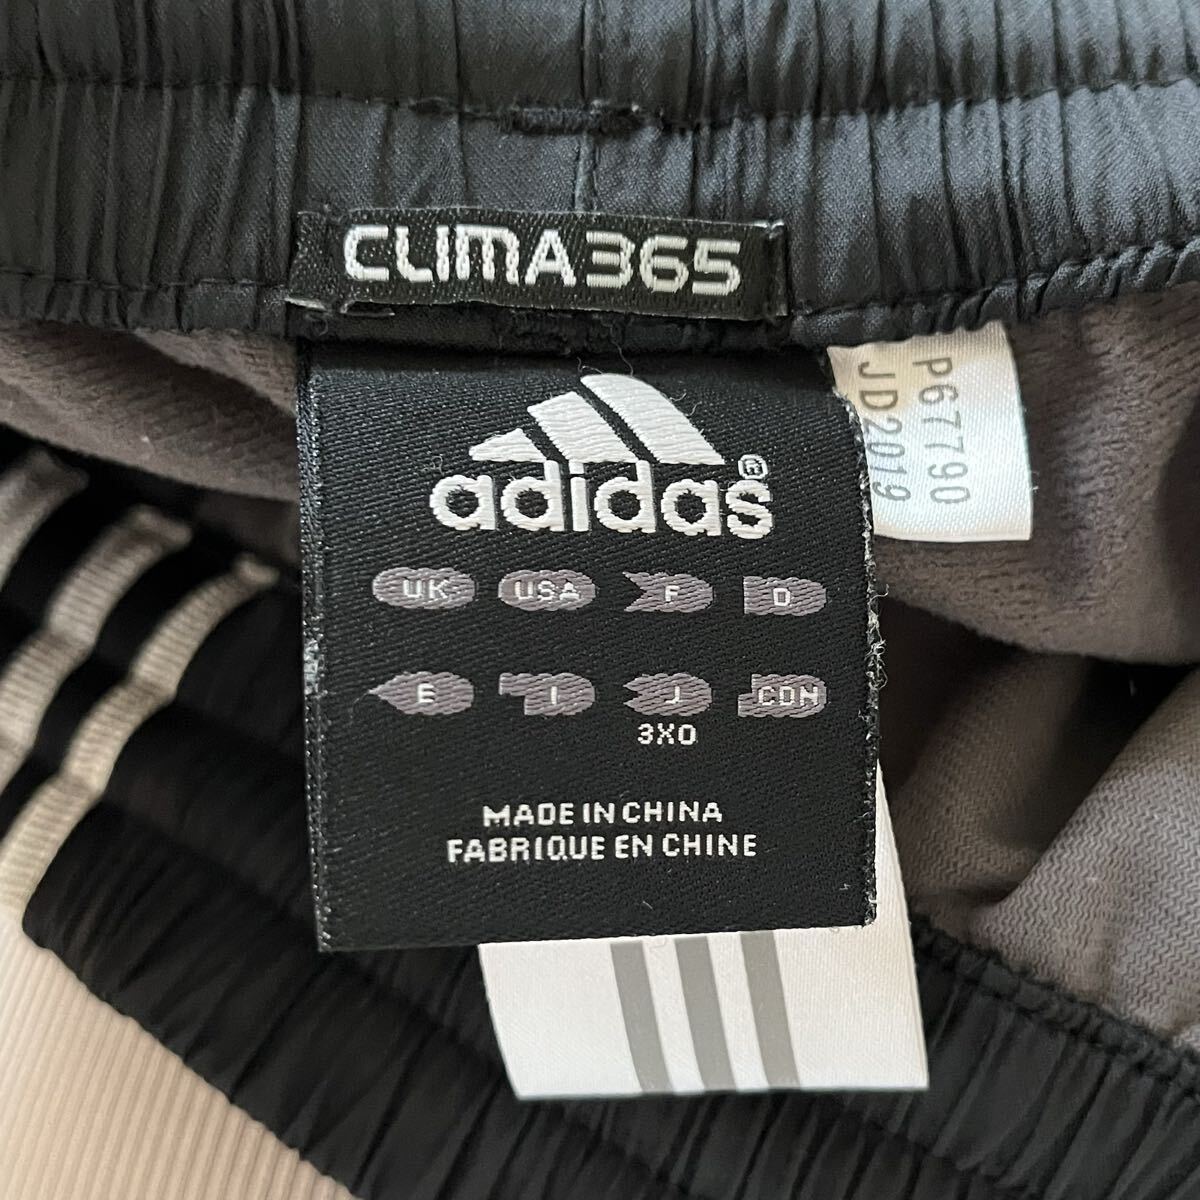 CLIMA365
adidas®
UK USA F D
E I J CDN
3XO
MADE IN CHINA
FABRIQUE EN CHINE
P67790
JD2019